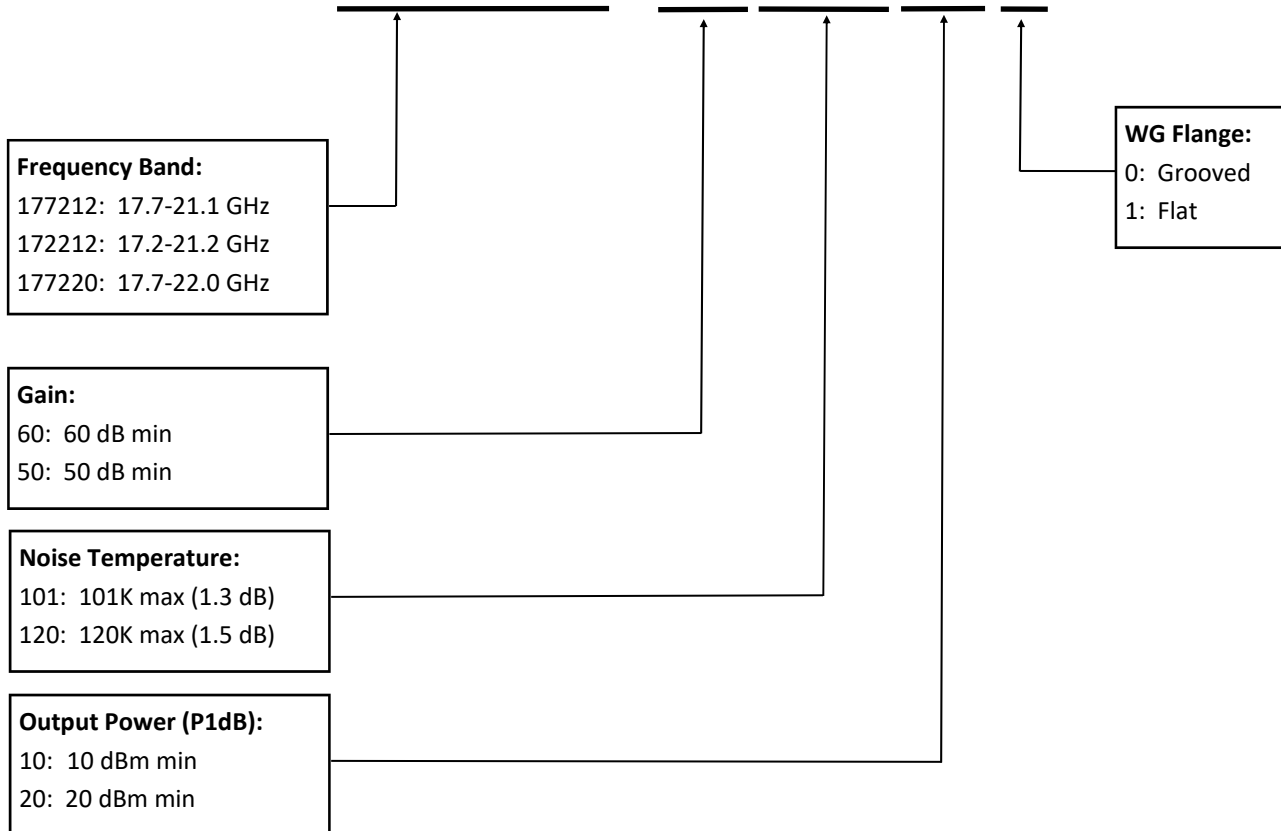 Frequency Band:
177212: 17.7-21.1 GHz
172212: 17.2-21.2 GHz
177220: 17.7-22.0 GHz
WG Flange:
0: Grooved
1: Flat
Gain:
60: 60 dB min
50: 50 dB min
Noise Temperature:
101: 101K max (1.3 dB)
120: 120K max (1.5 dB)
Output Power (P1dB):
10: 10 dBm min
20: 20 dBm min